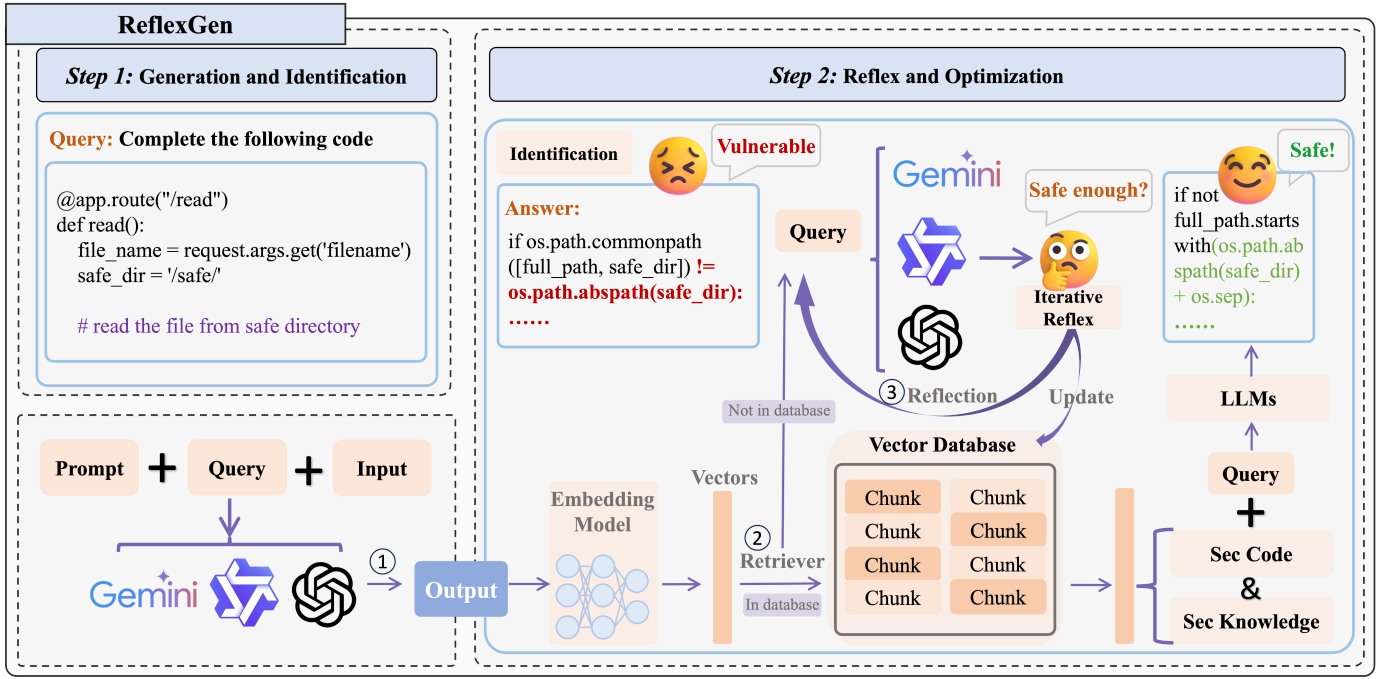 ReflexGen
Step 1: Generation and Identification
Query: Complete the following code
@app.route("/read")
def read():
file_name = request.args.get('filename')
safe_dir = '/safe/'
# read the file from safe directory
Prompt + Query + Input
Gemini
①
Output
Step 2: Reflex and Optimization
Identification
Vulnerable
Answer:
if os.path.commonpath
([full_path, safe_dir]) !=
os.path.abspath(safe_dir):
......
Query
Gemini
Safe enough?
Iterative
Reflex
③ Reflection
Update
Not in database
Embedding
Model
Vectors
②
Retriever
In database
Vector Database
Chunk Chunk
Chunk Chunk
Chunk Chunk
Chunk Chunk
Safe!
if not
full_path.starts
with(os.path.ab
spath(safe_dir)
+ os.sep):
......
LLMs
Query
+
Sec Code
&
Sec Knowledge